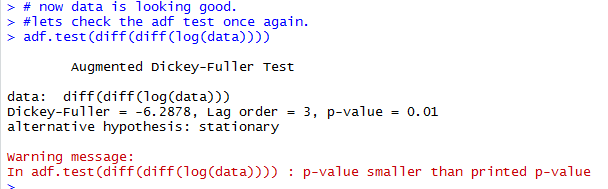 > # now data is looking good.
> #lets check the adf test once again.
> adf.test(diff(diff(log(data))))
Augmented Dickey-Fuller Test
data:  diff(diff(log(data)))
Dickey-Fuller = -6.2878, Lag order = 3, p-value = 0.01
alternative hypothesis: stationary
Warning message:
In adf.test(diff(diff(log(data)))) : p-value smaller than printed p-value
>